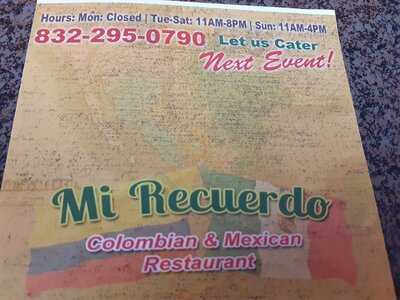 Hours: Mon: Closed | Tue-Sat: 11AM-8PM | Sun: 11AM-4PM
832-295-0790 Let us Cater
Next Event!
Mi Recuerdo
Colombian & Mexican
Restaurant